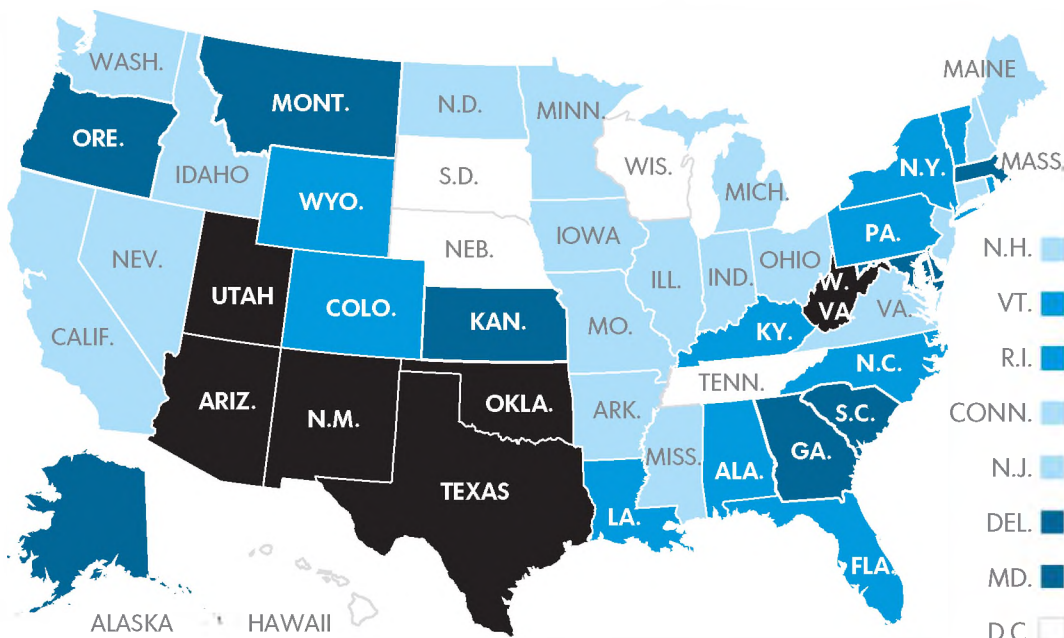 WASH.
MONT.
N.D.
MINN.
MAINE
ORE.
IDAHO
S.D.
WIS.
MICH.
N.Y.
MASS.
WYO.
NEB.
IOWA
PA.
NEV.
UTAH
COLO.
KAN.
ILL.
IND.
OHIO
W.
VA.
VA.
CALIF.
MO.
KY.
N.C.
ARIZ.
N.M.
OKLA.
ARK.
TENN.
S.C.
TEXAS
MISS.
ALA.
GA.
LA.
FLA.
ALASKA
HAWAII
N.H.
VT.
R.I.
CONN.
N.J.
DEL.
MD.
D.C.